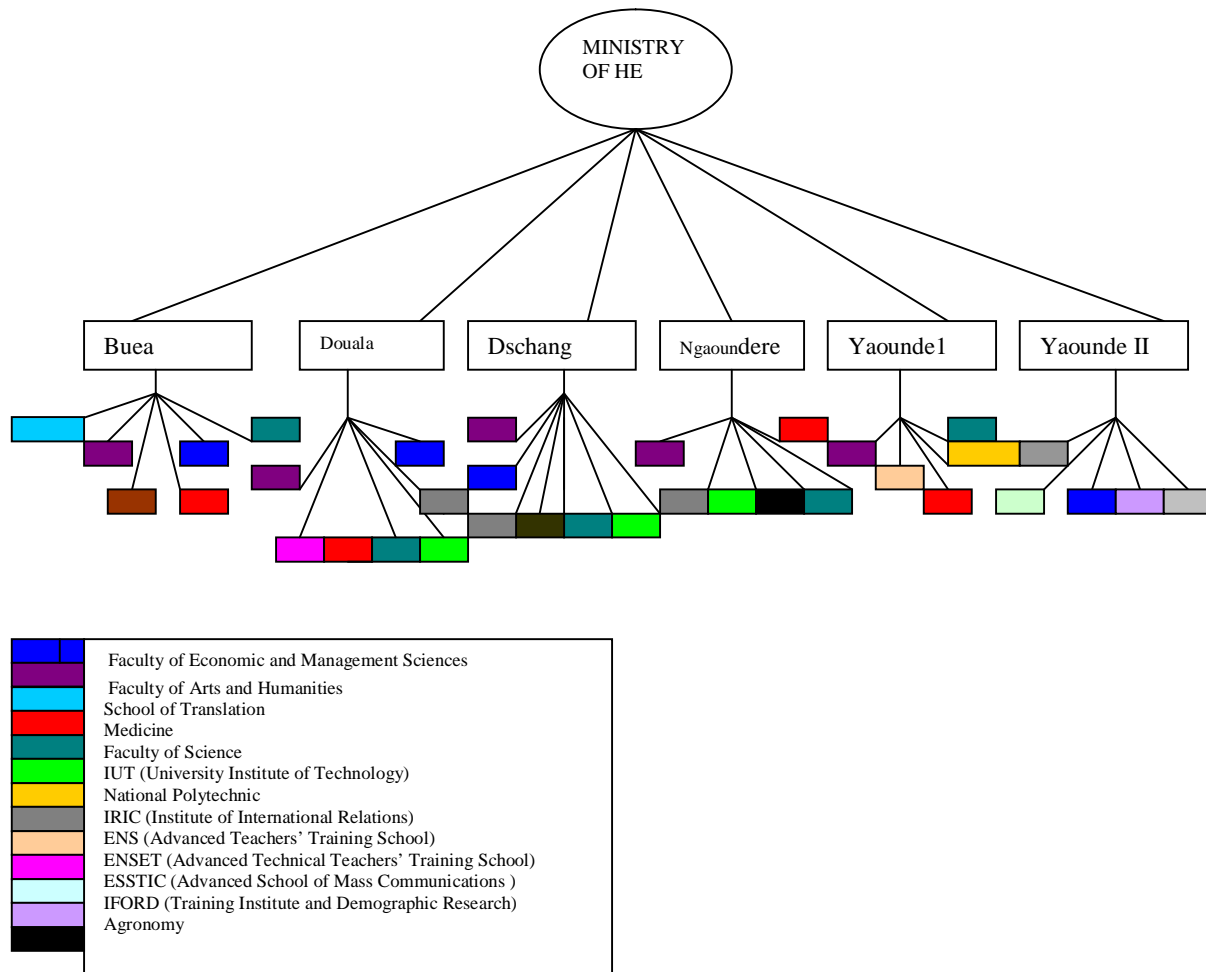 MINISTRY
OF HE
Buea
Douala
Dschang
Ngaoundere
Yaounde1
Yaounde II
Faculty of Economic and Management Sciences
Faculty of Arts and Humanities
School of Translation
Medicine
Faculty of Science
IUT (University Institute of Technology)
National Polytechnic
IRIC (Institute of International Relations)
ENS (Advanced Teachers’ Training School)
ENSET (Advanced Technical Teachers’ Training School)
ESSTIC (Advanced School of Mass Communications )
IFORD (Training Institute and Demographic Research)
Agronomy